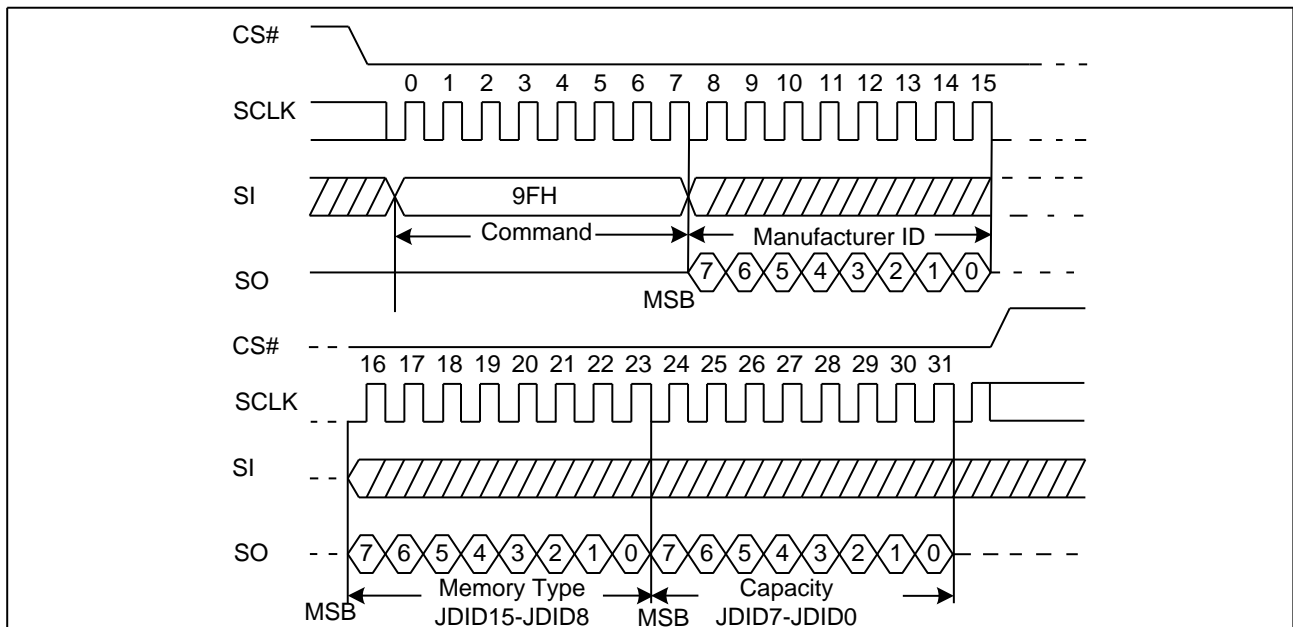 CS#
0 1 2 3 4 5 6 7 8 9 10 11 12 13 14 15
SCLK
SI 9FH
Command Manufacturer ID
SO 7 6 5 4 3 2 1 0
MSB
CS#
16 17 18 19 20 21 22 23 24 25 26 27 28 29 30 31
SCLK
SI
SO 7 6 5 4 3 2 1 0 7 6 5 4 3 2 1 0
Memory Type Capacity
MSB JDID15-JDID8 MSB JDID7-JDID0